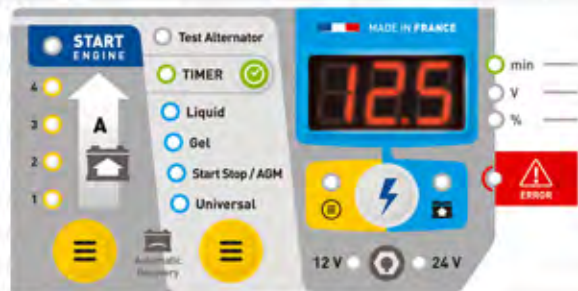 START
ENGINE
4
3
2
1
A
Test Alternator
TIMER
Liquid
Gel
Start Stop / AGM
Universal
Automatic
Recovery
MADE IN FRANCE
12.5
min
V
%
ERROR
12 V
24 V